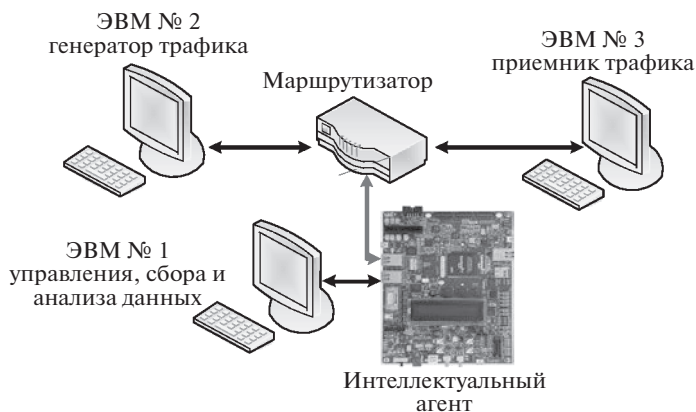 ЭВМ № 2
генератор трафика
Маршрутизатор
ЭВМ № 3
приемник трафика
ЭВМ № 1
управления, сбора и
анализа данных
Интеллектуальный
агент